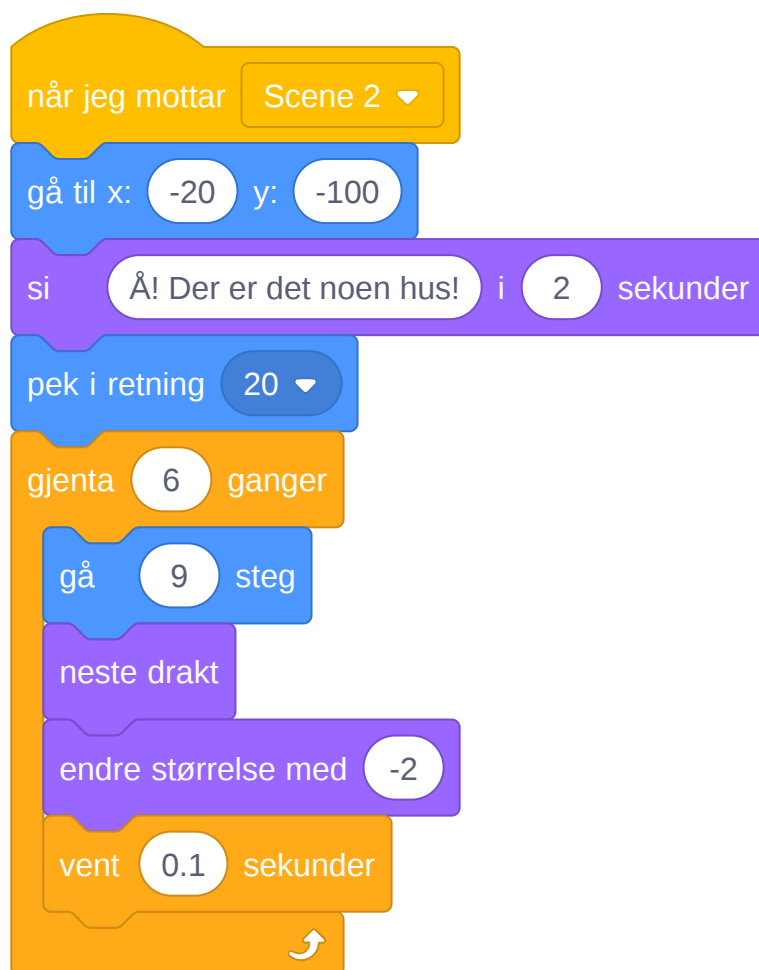 når jeg mottar Scene 2
gå til x: -20 y: -100
si Å! Der er det noen hus! i 2 sekunder
pek i retning 20
gjenta 6 ganger
gå 9 steg
neste drakt
endre størrelse med -2
vent 0.1 sekunder